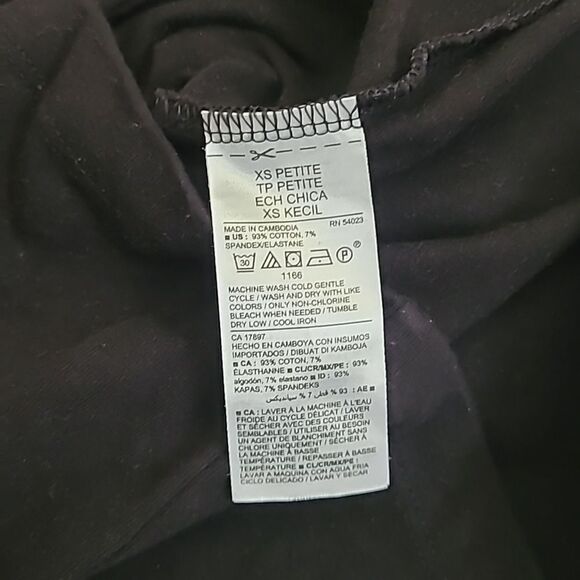 XS PETITE
TP PETITE
ECH CHICA
XS KECIL
MADE IN CAMBODIA RN 54023
■ US : 93% COTTON, 7%
SPANDEX/ELASTANE
30 P ®
1166
MACHINE WASH COLD GENTLE
CYCLE / WASH AND DRY WITH LIKE
COLORS / ONLY NON-CHLORINE
BLEACH WHEN NEEDED / TUMBLE
DRY LOW / COOL IRON
CA 17897
HECHO EN CAMBOYA CON INSUMOS
IMPORTADOS / DIBUAT DI KAMBOJA
■ CA : 93% COTON, 7%
ÉLASTHANNE ■ CL/CR/MX/PE: 93%
algodón, 7% elastano ■ ID : 93%
KAPAS, 7% SPANDEKS
■ AE : 93 % قطن 7 % سباندیکس
■ CA : LAVER À LA MACHINE À L'EAU
FROIDE AU CYCLE DÉLICAT / LAVER
ET SÉCHER AVEC DES COULEURS
SEMBLABLES / UTILISER AU BESOIN
UN AGENT DE BLANCHIMENT SANS
CHLORE UNIQUEMENT / SÉCHER À
LA MACHINE À BASSE
TEMPÉRATURE / REPASSER À BASSE
TEMPÉRATURE ■ CL/CR/MX/PE :
LAVAR A MAQUINA CON AGUA FRIA
CICLO DELICADO / LAVAR Y SECAR